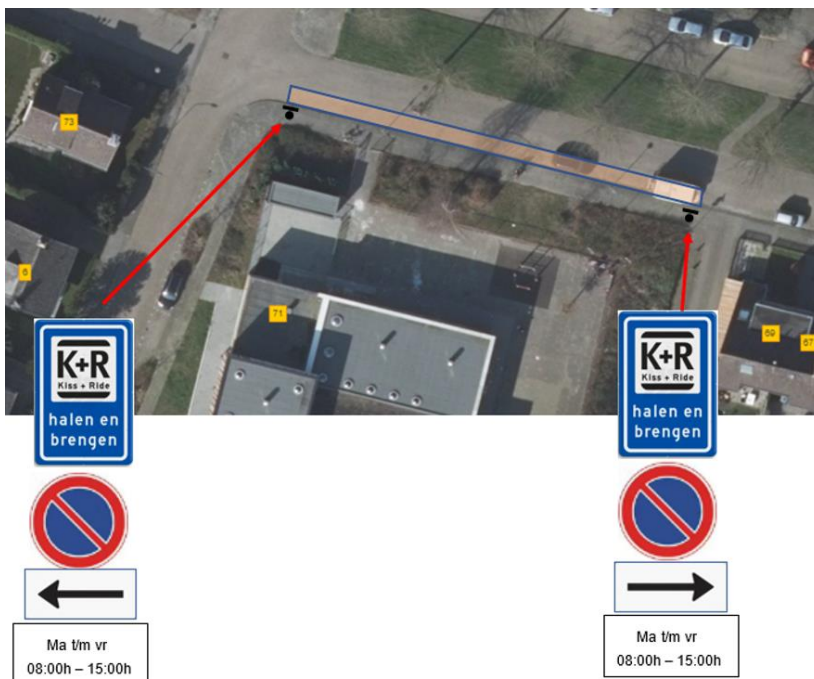 73
6
71
69
67
K+R
Kiss + Ride
halen en
brengen
Ma t/m vr
08:00h – 15:00h
K+R
Kiss + Ride
halen en
brengen
Ma t/m vr
08:00h – 15:00h